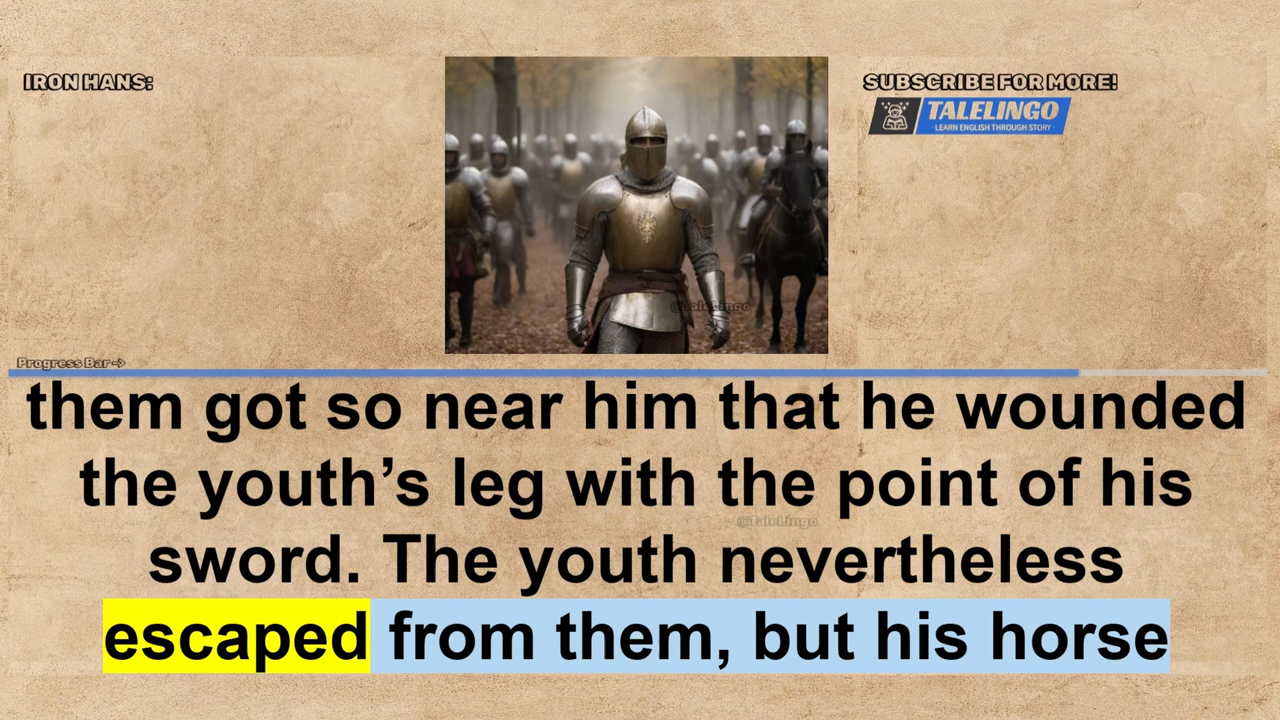 IRON HANS:
SUBSCRIBE FOR MORE!
TALELINGO
· LEARN ENGLISH THROUGH STORY ·
@TaleLingo
Progress Bar➩
them got so near him that he wounded
the youth’s leg with the point of his
@TaleLingo
sword. The youth nevertheless
escaped from them, but his horse